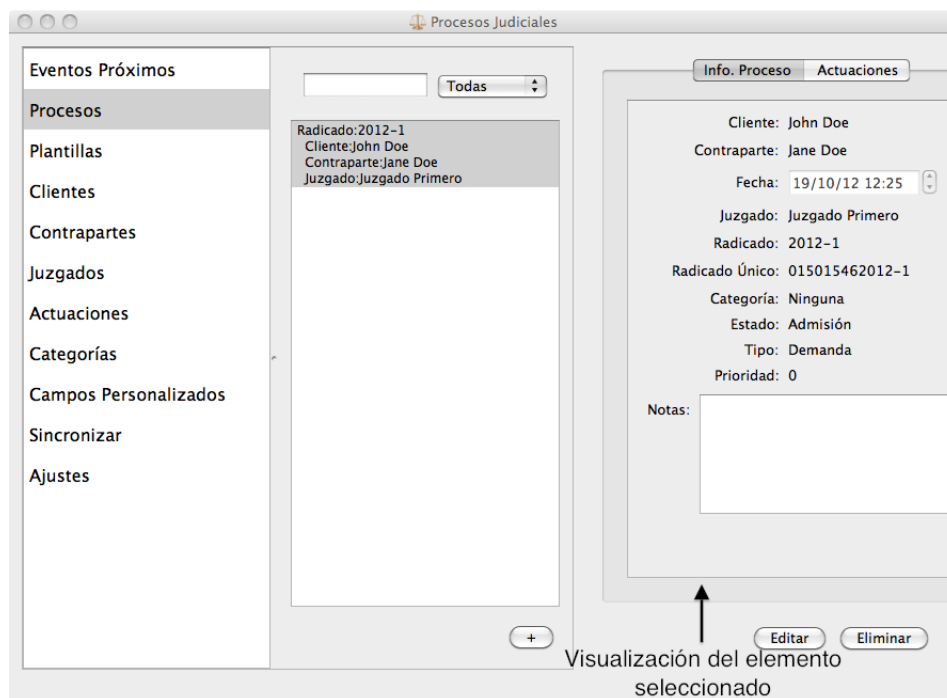 Procesos Judiciales
Eventos Próximos
Procesos
Plantillas
Clientes
Contrapartes
Juzgados
Actuaciones
Categorías
Campos Personalizados
Sincronizar
Ajustes
Todas
Radicado:2012-1
Cliente:John Doe
Contraparte:Jane Doe
Juzgado:Juzgado Primero
+
Info. Proceso Actuaciones
Cliente: John Doe
Contraparte: Jane Doe
Fecha: 19/10/12 12:25
Juzgado: Juzgado Primero
Radicado: 2012-1
Radicado Único: 015015462012-1
Categoría: Ninguna
Estado: Admisión
Tipo: Demanda
Prioridad: 0
Notas:
Editar Eliminar
Visualización del elemento
seleccionado